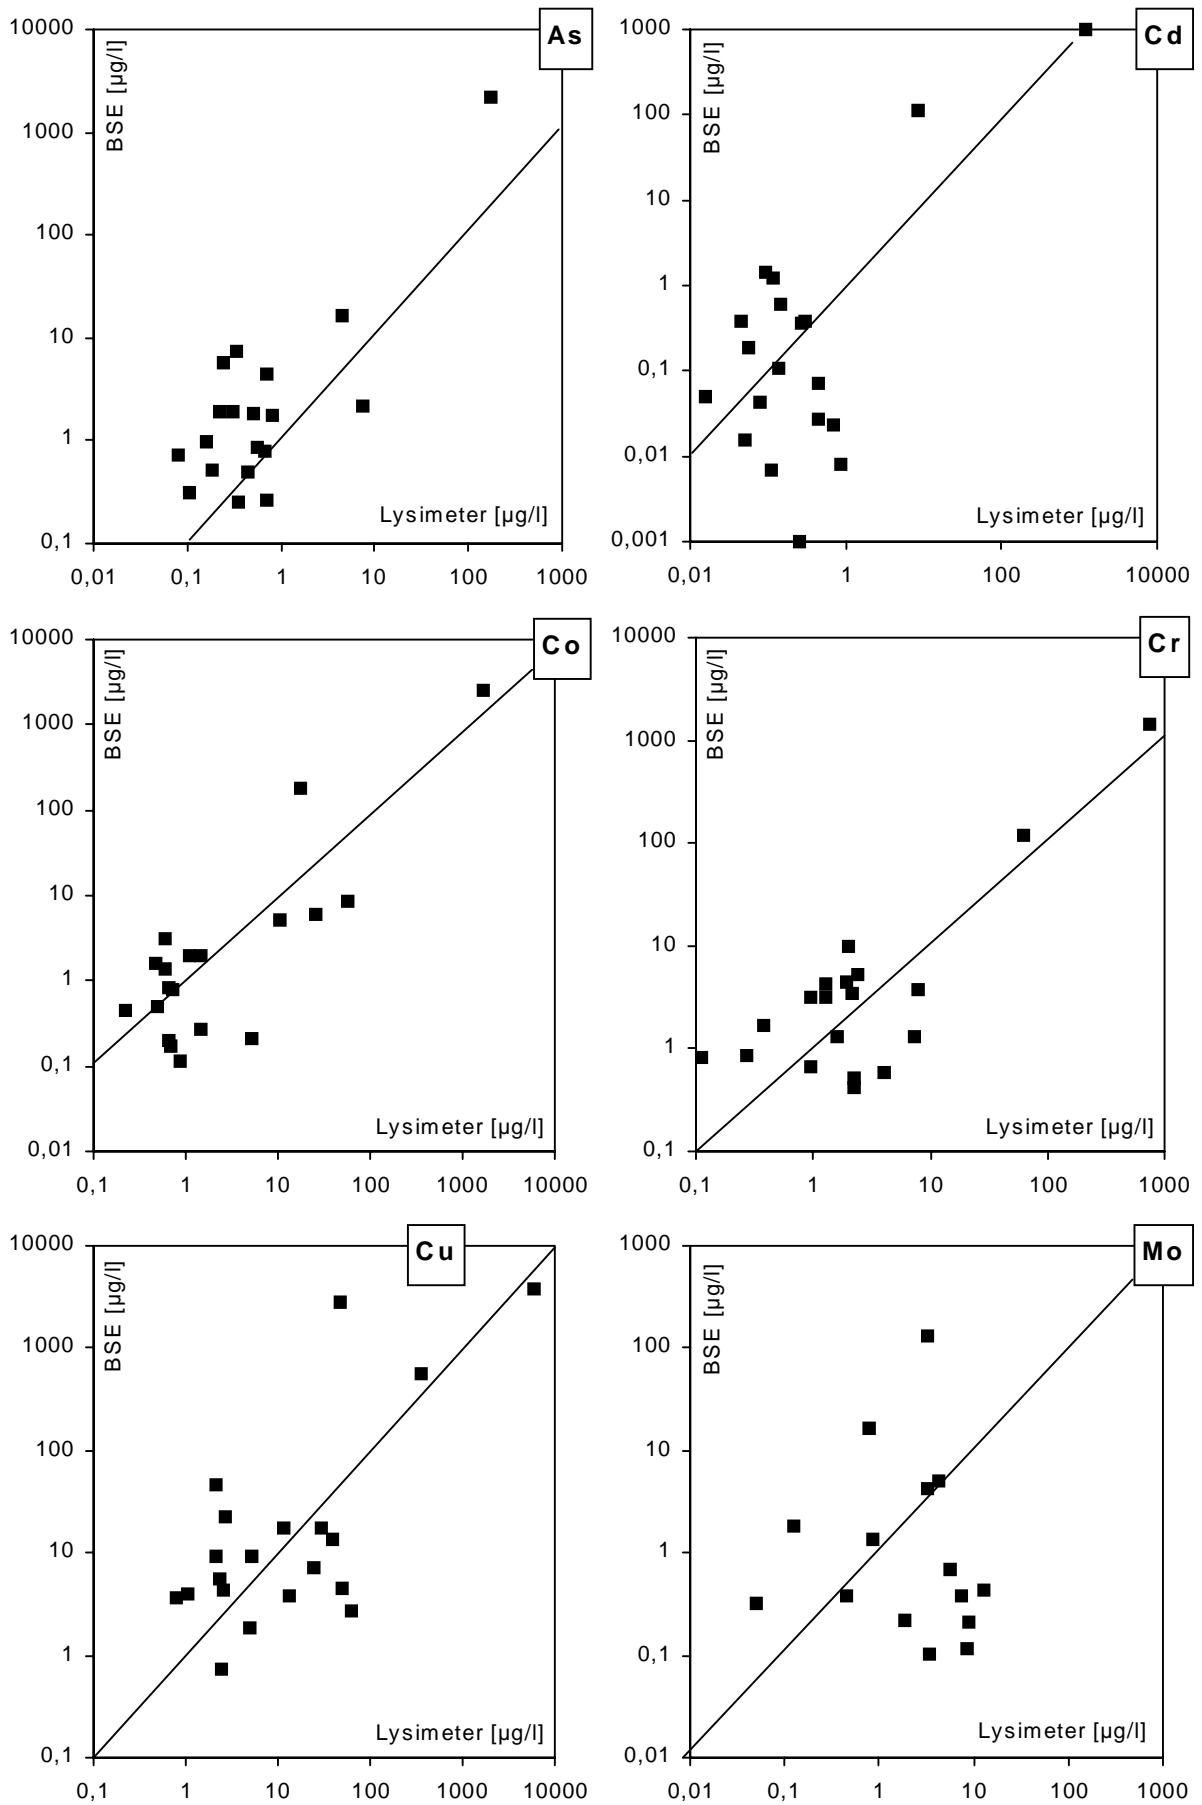 10000
1000
100
10
1
0,1
BSE [µg/l]
As
Lysimeter [µg/l]
0,01 0,1 1 10 100 1000
1000
100
10
1
0,1
0,01
0,001
BSE [µg/l]
Cd
Lysimeter [µg/l]
0,01 1 100 10000
10000
1000
100
10
1
0,1
0,01
BSE [µg/l]
Co
Lysimeter [µg/l]
0,1 1 10 100 1000 10000
10000
1000
100
10
1
0,1
BSE [µg/l]
Cr
Lysimeter [µg/l]
0,1 1 10 100 1000
10000
1000
100
10
1
0,1
BSE [µg/l]
Cu
Lysimeter [µg/l]
0,1 1 10 100 1000 10000
1000
100
10
1
0,1
0,01
BSE [µg/l]
Mo
Lysimeter [µg/l]
0,01 0,1 1 10 100 1000